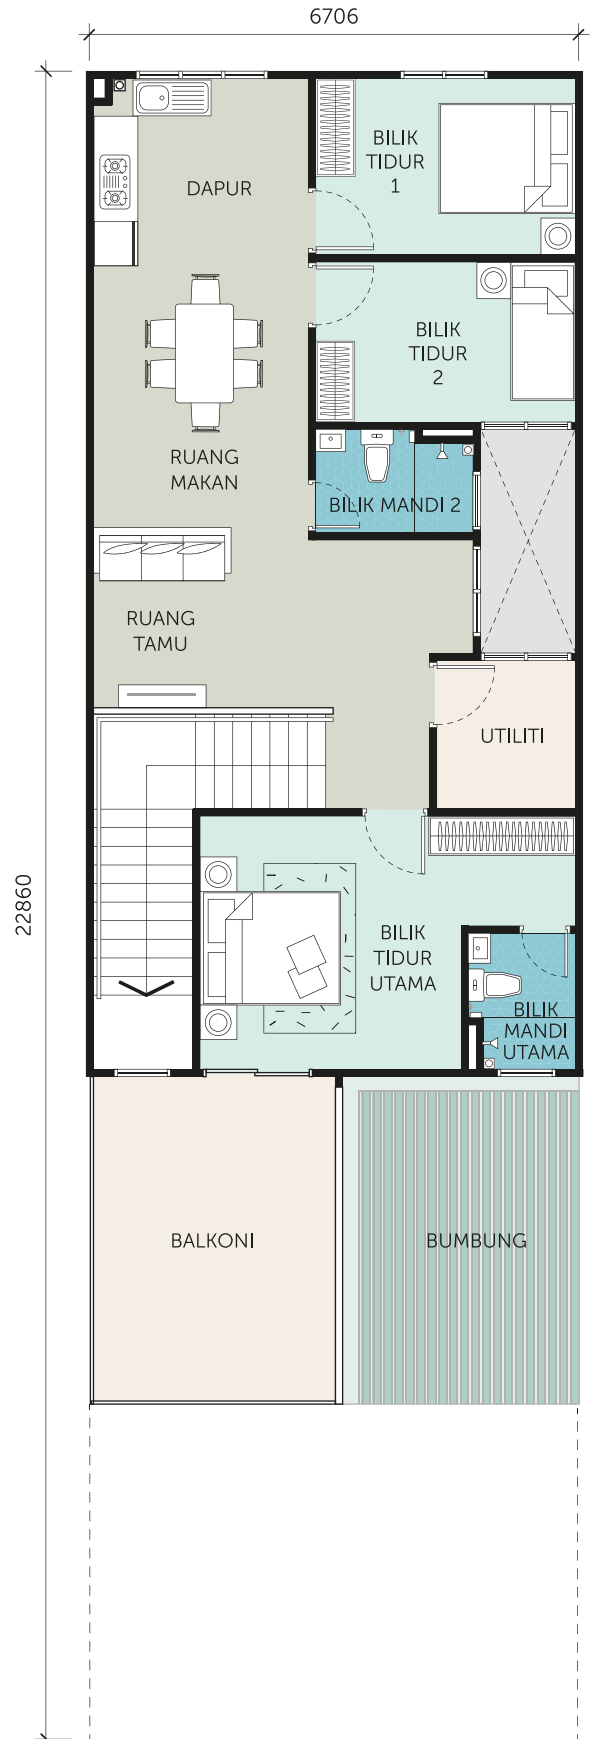 6706
BILIK
TIDUR
1
DAPUR
BILIK
TIDUR
2
RUANG
MAKAN
BILIK MANDI 2
RUANG
TAMU
UTILITI
22860
BILIK
TIDUR
UTAMA
BILIK
MANDI
UTAMA
BALKONI
BUMBUNG